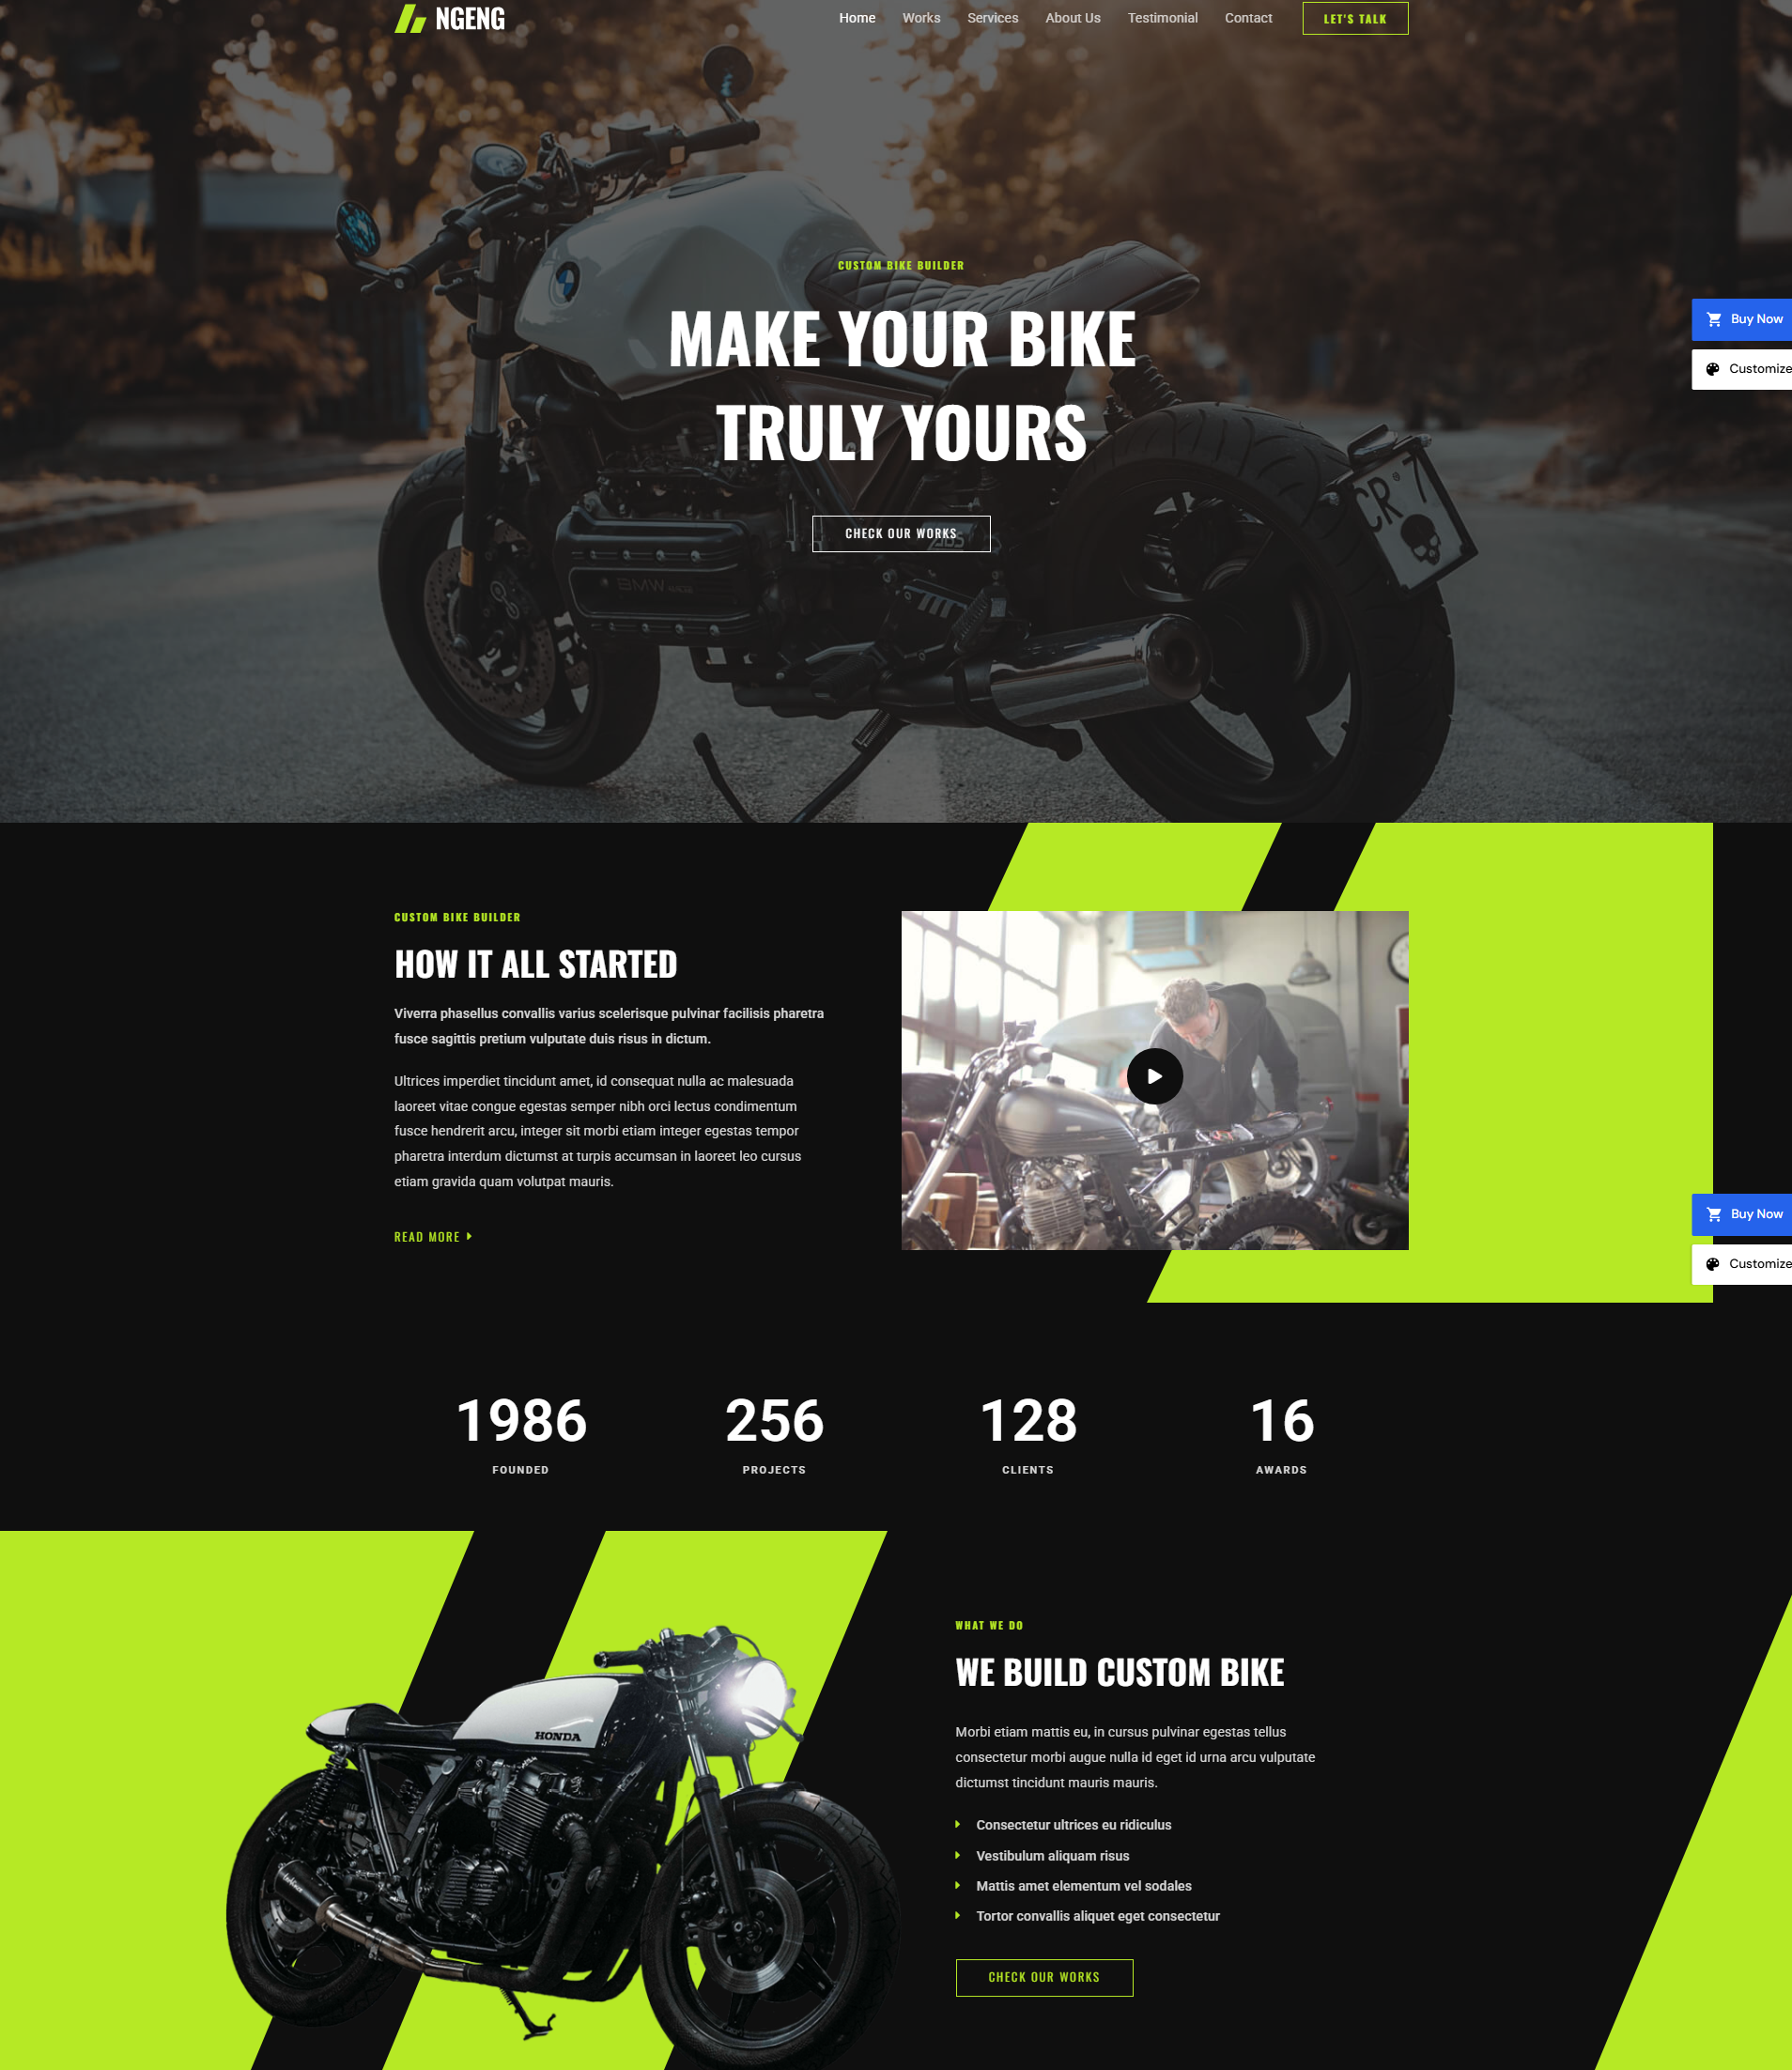 NGENG
Home Works Services About Us Testimonial Contact LET'S TALK
CUSTOM BIKE BUILDER
MAKE YOUR BIKE
TRULY YOURS
CHECK OUR WORKS
BMW
CR 7
Buy Now
Customize
CUSTOM BIKE BUILDER
HOW IT ALL STARTED
Viverra phasellus convallis varius scelerisque pulvinar facilisis pharetra
fusce sagittis pretium vulputate duis risus in dictum.
Ultrices imperdiet tincidunt amet, id consequat nulla ac malesuada
laoreet vitae congue egestas semper nibh orci lectus condimentum
fusce hendrerit arcu, integer sit morbi etiam integer egestas tempor
pharetra interdum dictumst at turpis accumsan in laoreet leo cursus
etiam gravida quam volutpat mauris.
READ MORE
Buy Now
Customize
1986 256 128 16
FOUNDED PROJECTS CLIENTS AWARDS
WHAT WE DO
WE BUILD CUSTOM BIKE
HONDA
Morbi etiam mattis eu, in cursus pulvinar egestas tellus
consectetur morbi augue nulla id eget id urna arcu vulputate
dictumst tincidunt mauris mauris.
Consectetur ultrices eu ridiculus
Vestibulum aliquam risus
Mattis amet elementum vel sodales
Tortor convallis aliquet eget consectetur
CHECK OUR WORKS